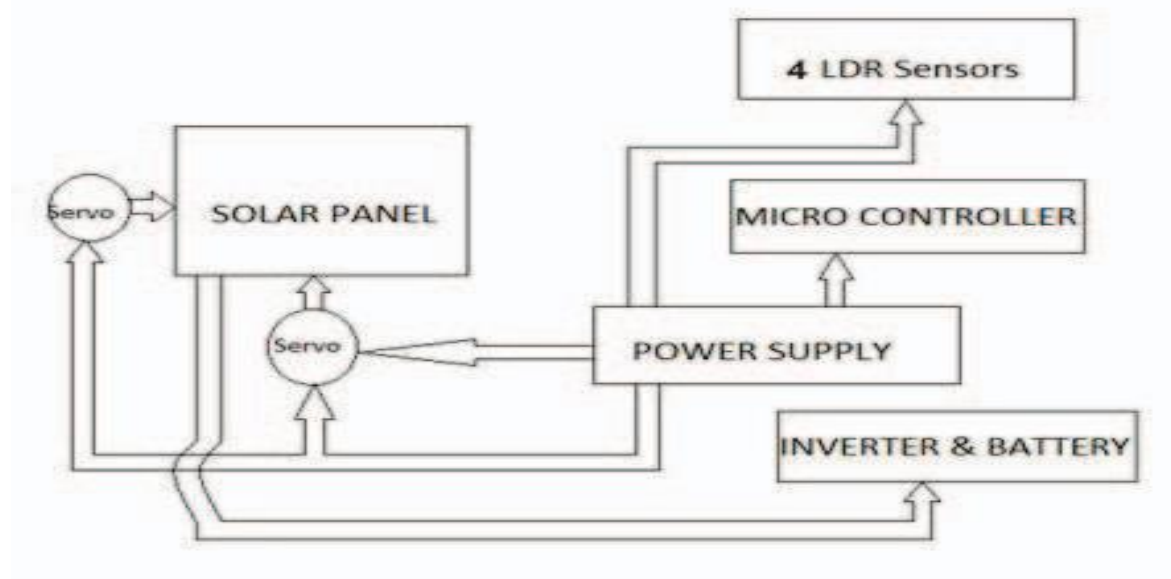 4 LDR Sensors
Servo
SOLAR PANEL
MICRO CONTROLLER
Servo
POWER SUPPLY
INVERTER & BATTERY